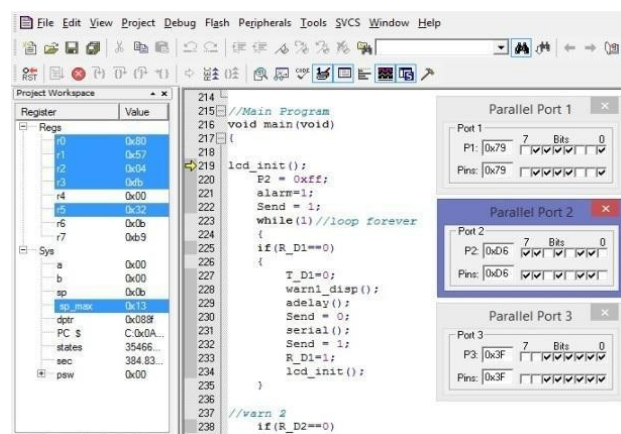 File Edit View Project Debug Flash Peripherals Tools SVCS Window Help
RST
Project Workspace
Register Value
Regs
r0 0x80
r1 0x57
r2 0x04
r3 0xfb
r4 0x00
r5 0x32
r6 0x0b
r7 0xb9
Sys
a 0x00
b 0x00
sp 0x0b
sp_max 0x13
dptr 0x088f
PC $ C:0x0A...
states 35466...
sec 384.83...
psw 0x00
214
215 //Main Program
216 void main(void)
217 {
218
219 lcd_init();
220 P2 = 0xff;
221 alarm=1;
222 Send = 1;
223 while(1)//loop forever
224 {
225 if(R_D1==0)
226 {
227 T_D1=0;
228 warn1_disp();
229 adelay();
230 Send = 0;
231 serial();
232 Send = 1;
233 R_D1=1;
234 lcd_init();
235 }
236
237 //warn 2
238 if(R_D2==0)
Parallel Port 1
Port 1
7 Bits 0
P1: 0x79
Pins: 0x79
Parallel Port 2
Port 2
7 Bits 0
P2: 0xD6
Pins: 0xD6
Parallel Port 3
Port 3
7 Bits 0
P3: 0x3F
Pins: 0x3F